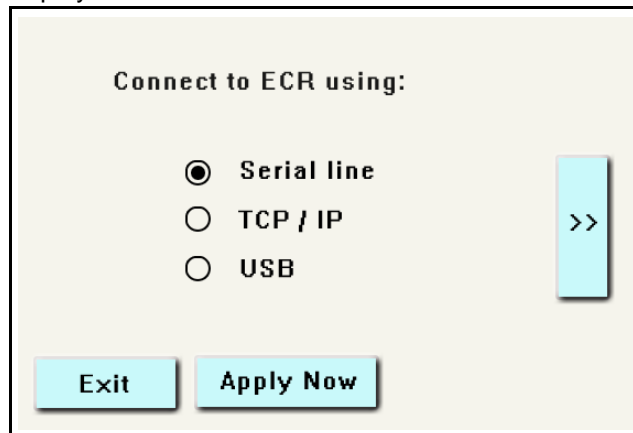 Connect to ECR using:
Serial line
TCP / IP
>>
USB
Exit
Apply Now